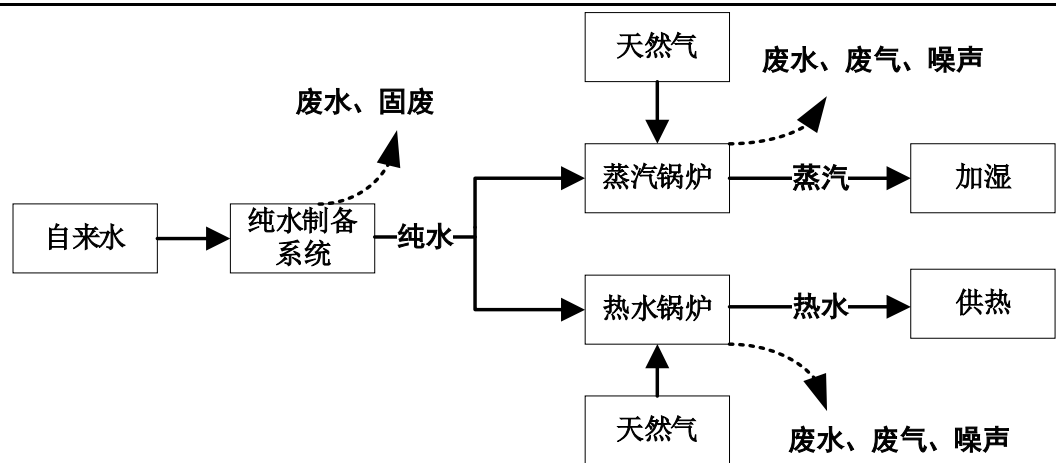 天然气
废水、废气、噪声
废水、固废
蒸汽锅炉
蒸汽
加湿
自来水
纯水制备
系统
纯水
热水锅炉
热水
供热
天然气
废水、废气、噪声